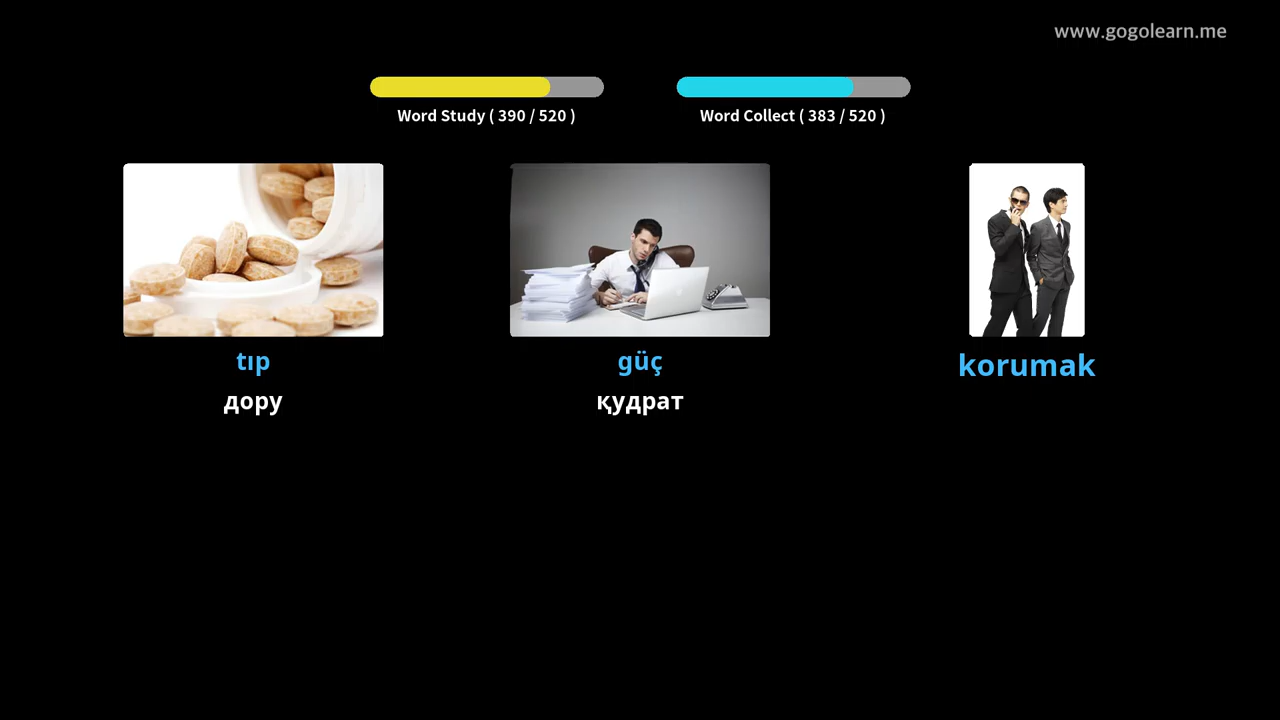 www.gogolearn.me
Word Study ( 390 / 520 )
Word Collect ( 383 / 520 )
tıp
güç
korumak
дору
қудрат